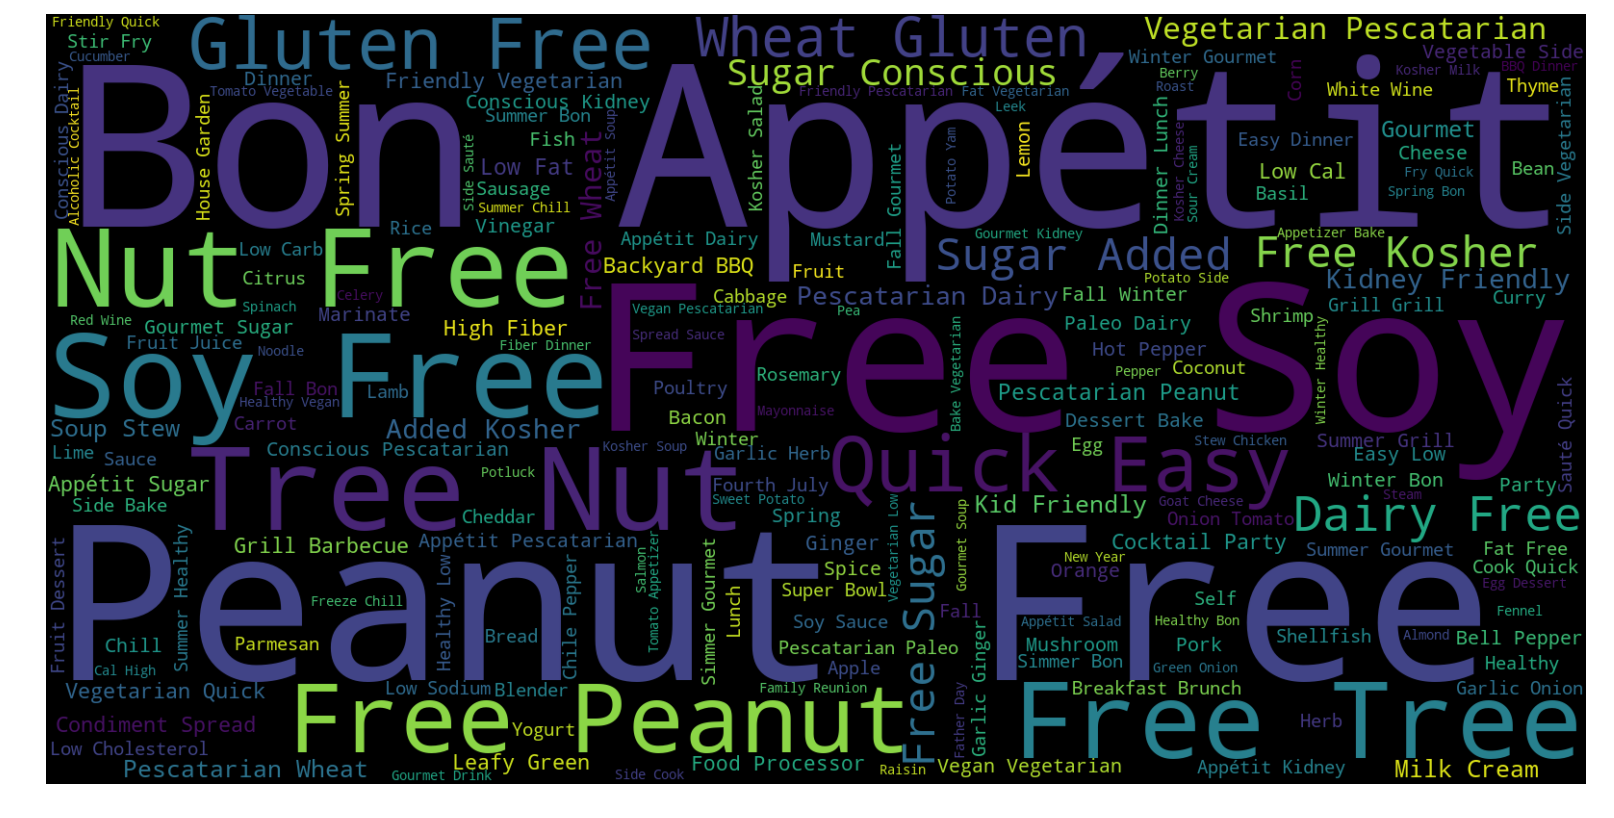 Friendly Quick
Stir Fry
Cucumber
Gluten Free
Wheat Gluten
Vegetarian Pescatarian
Winter Gourmet
Vegetable Side
Kosher Milk
BBQ Dinner
Conscious Dairy
Alcoholic Cocktail
Bon Appétit
Dinner
Tomato Vegetable
Friendly Vegetarian
Sugar Conscious
Friendly Pescatarian
Fat Vegetarian
Berry
Roast
Corn
White Wine
Thyme
House Garden
Spring Summer
Conscious Kidney
Summer Bon
Fish
Low Fat
Sausage
Summer Chill
Vinegar
Side Sauté
Free Wheat
Appétit Soup
Kosher Salad
Leek
Potato Yam
Lemon
Dinner Lunch
Kosher Cheese
Sour Cream
Easy Dinner
Gourmet
Cheese
Low Cal
Basil
Fry Quick
Spring Bon
Bean
Side Vegetarian
Nut Free
Rice
Low Carb
Citrus
Spinach
Celery
Marinate
Red Wine
Gourmet Sugar
Fruit Juice
Noodle
High Fiber
Fiber Dinner
Appétit Dairy
Backyard BBQ
Mustard
Fruit
Fall Gourmet
Gourmet Kidney
Sugar Added
Appetizer Bake
Free Kosher
Potato Side
Kidney Friendly
Cabbage
Pescatarian Dairy
Fall Winter
Grill Grill
Curry
Vegan Pescatarian
Pea
Spread Sauce
Paleo Dairy
Shrimp
Soy Free
Free Soy
Hot Pepper
Pepper
Coconut
Winter Healthy
Fall Bon
Healthy Vegan
Lamb
Carrot
Poultry
Rosemary
Mayonnaise
Bacon
Bake Vegetarian
Pescatarian Peanut
Dessert Bake
Soup Stew
Added Kosher
Winter
Lime
Sauce
Conscious Pescatarian
Kosher Soup
Garlic Herb
Quick Easy
Egg
Stew Chicken
Summer Grill
Easy Low
Sauté Quick
Appétit Sugar
Side Bake
Tree Nut
Potluck
Fourth July
Sweet Potato
Spring
Cheddar
Winter Bon
Party
Steam
Goat Cheese
Kid Friendly
Onion Tomato
Dairy Free
Peanut Free
Grill Barbecue
Appétit Pescatarian
Ginger
Vegetarian Low
Free Sugar
Gourmet Soup
Cocktail Party
Summer Gourmet
Fat Free
Cook Quick
Egg Dessert
Fruit Dessert
Summer Healthy
Freeze Chill
Healthy Low
Chile Pepper
Salmon
Tomato Appetizer
Simmer Gourmet
Lunch
Spice
Super Bowl
New Year
Orange
Self
Fennel
Chill
Cal High
Parmesan
Bread
Soy Sauce
Pescatarian Paleo
Apple
Fall
Appétit Salad
Mushroom
Simmer Bon
Healthy Bon
Pork
Green Onion
Shellfish
Almond
Bell Pepper
Healthy
Vegetarian Quick
Low Sodium
Blender
Family Reunion
Father Day
Garlic Ginger
Breakfast Brunch
Garlic Onion
Condiment Spread
Low Cholesterol
Free Peanut
Yogurt
Free Tree
Herb
Pescatarian Wheat
Gourmet Drink
Leafy Green
Side Cook
Food Processor
Raisin
Vegan Vegetarian
Appétit Kidney
Milk Cream